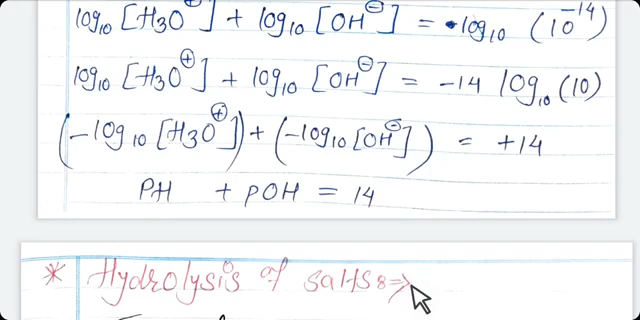 log₁₀ [H₃O⊕] + log₁₀ [OH⊖] = log₁₀ (10⁻¹⁴)
log₁₀ [H₃O⊕] + log₁₀ [OH⊖] = -14 log₁₀ (10)
(-log₁₀ [H₃O⊕]) + (-log₁₀ [OH⊖]) = +14
PH + POH = 14
* Hydrolysis of salts ⇒